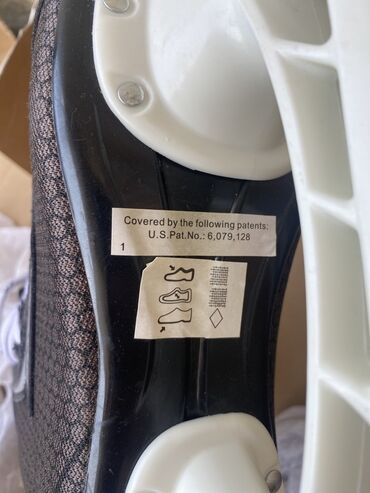 Covered by the following patents:
U.S.Pat.No.: 6,079,128
1